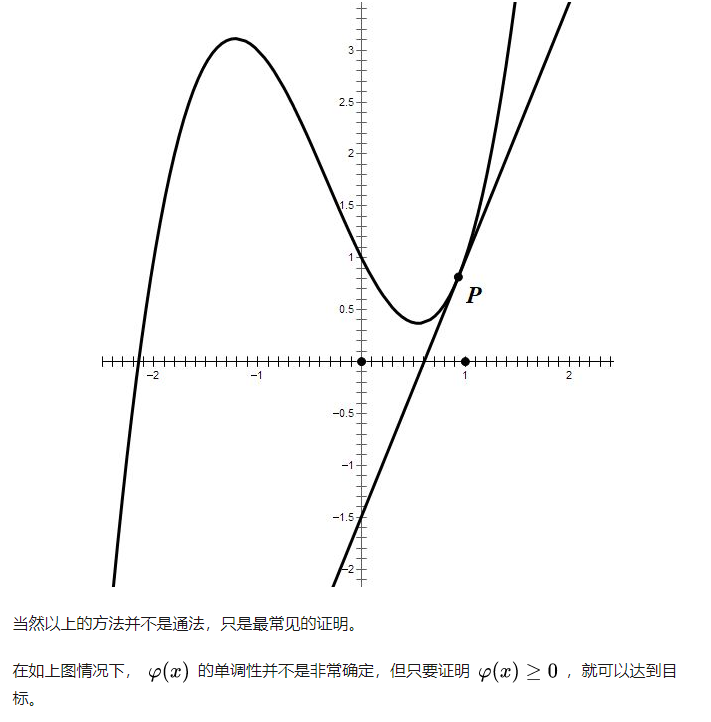 3
2.5
2
1.5
1
0.5
P
−2 −1 1 2
−0.5
−1
−1.5
−2
当然以上的方法并不是通法，只是最常见的证明。
在如上图情况下， φ(x) 的单调性并不是非常确定，但只要证明 φ(x) ≥ 0 ，就可以达到目
标。